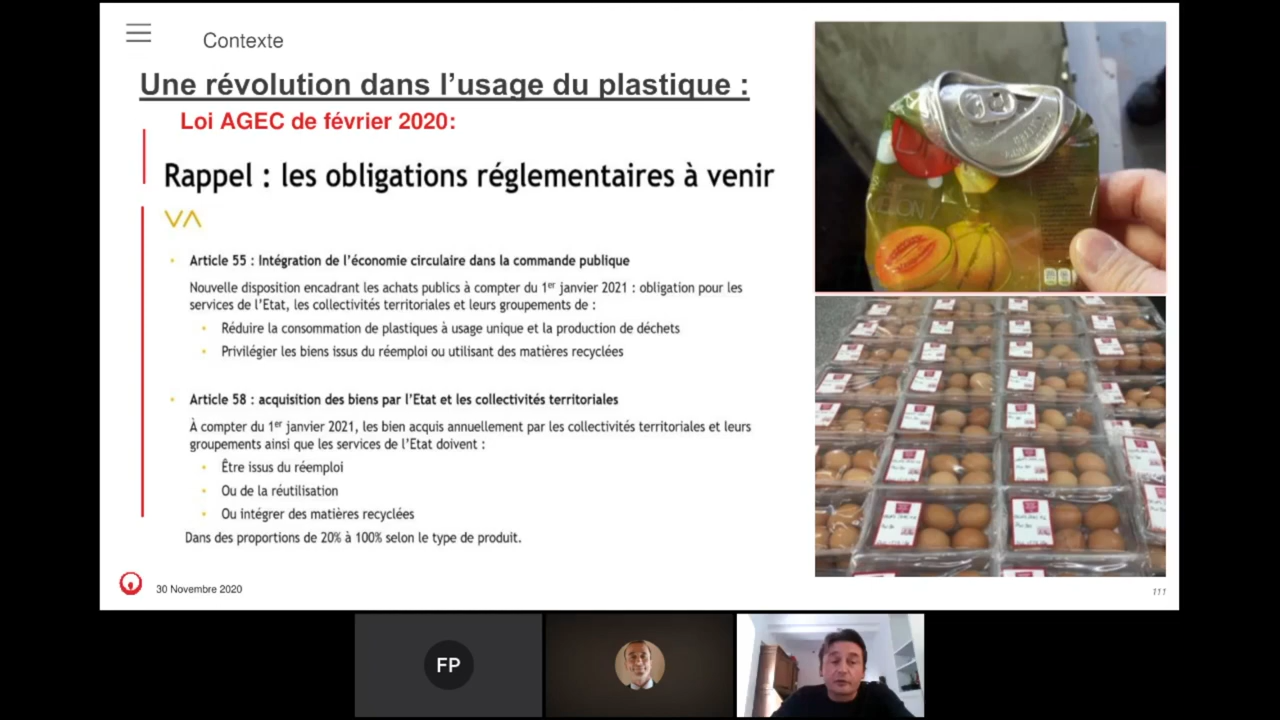 Contexte
Une révolution dans l’usage du plastique :
Loi AGEC de février 2020:
Rappel : les obligations réglementaires à venir
Article 55 : Intégration de l’économie circulaire dans la commande publique
Nouvelle disposition encadrant les achats publics à compter du 1er janvier 2021 : obligation pour les
services de l’Etat, les collectivités territoriales et leurs groupements de :
Réduire la consommation de plastiques à usage unique et la production de déchets
Privilégier les biens issus du réemploi ou utilisant des matières recyclées
Article 58 : acquisition des biens par l’Etat et les collectivités territoriales
À compter du 1er janvier 2021, les bien acquis annuellement par les collectivités territoriales et leurs
groupements ainsi que les services de l’Etat doivent :
Être issus du réemploi
Ou de la réutilisation
Ou intégrer des matières recyclées
Dans des proportions de 20% à 100% selon le type de produit.
30 Novembre 2020
111
FP